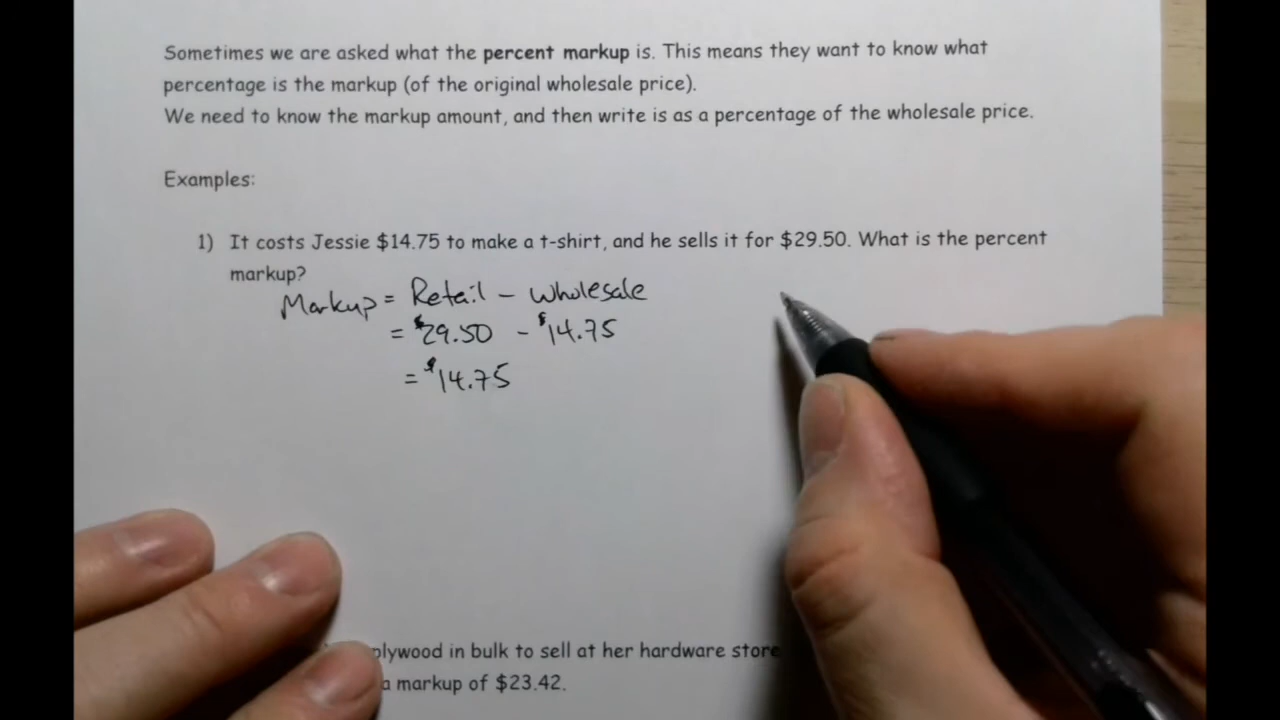 Sometimes we are asked what the percent markup is. This means they want to know what
percentage is the markup (of the original wholesale price).
We need to know the markup amount, and then write is as a percentage of the wholesale price.
Examples:
1) It costs Jessie $14.75 to make a t-shirt, and he sells it for $29.50. What is the percent
markup?
Markup = Retail - Wholesale
= $29.50 - $14.75
= $14.75
plywood in bulk to sell at her hardware store
a markup of $23.42.